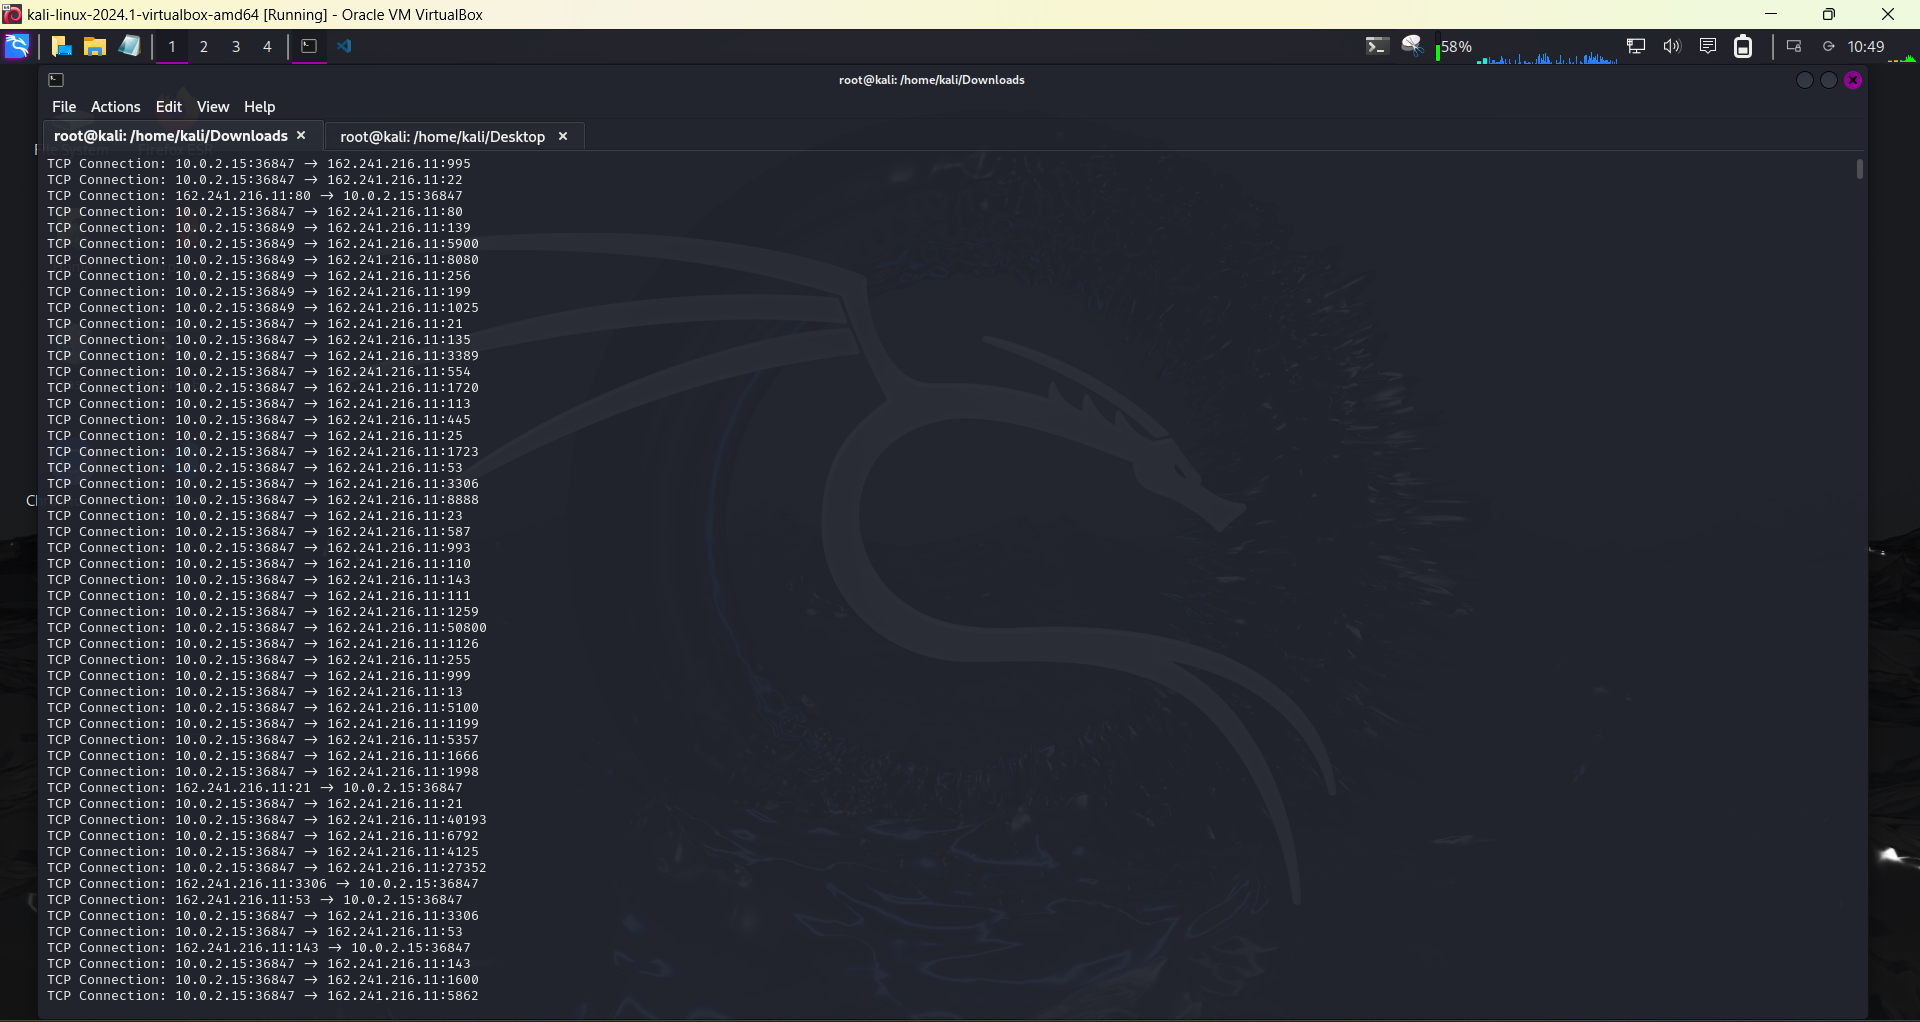 kali-linux-2024.1-virtualbox-amd64 [Running] - Oracle VM VirtualBox
1 2 3 4 58% 10:49
root@kali: /home/kali/Downloads
File Actions Edit View Help
root@kali: /home/kali/Downloads × root@kali: /home/kali/Desktop ×
TCP Connection: 10.0.2.15:36847 → 162.241.216.11:995
TCP Connection: 10.0.2.15:36847 → 162.241.216.11:22
TCP Connection: 162.241.216.11:80 → 10.0.2.15:36847
TCP Connection: 10.0.2.15:36847 → 162.241.216.11:80
TCP Connection: 10.0.2.15:36849 → 162.241.216.11:139
TCP Connection: 10.0.2.15:36849 → 162.241.216.11:5900
TCP Connection: 10.0.2.15:36849 → 162.241.216.11:8080
TCP Connection: 10.0.2.15:36849 → 162.241.216.11:256
TCP Connection: 10.0.2.15:36849 → 162.241.216.11:199
TCP Connection: 10.0.2.15:36849 → 162.241.216.11:1025
TCP Connection: 10.0.2.15:36847 → 162.241.216.11:21
TCP Connection: 10.0.2.15:36847 → 162.241.216.11:135
TCP Connection: 10.0.2.15:36847 → 162.241.216.11:3389
TCP Connection: 10.0.2.15:36847 → 162.241.216.11:554
TCP Connection: 10.0.2.15:36847 → 162.241.216.11:1720
TCP Connection: 10.0.2.15:36847 → 162.241.216.11:113
TCP Connection: 10.0.2.15:36847 → 162.241.216.11:445
TCP Connection: 10.0.2.15:36847 → 162.241.216.11:25
TCP Connection: 10.0.2.15:36847 → 162.241.216.11:1723
TCP Connection: 10.0.2.15:36847 → 162.241.216.11:53
TCP Connection: 10.0.2.15:36847 → 162.241.216.11:3306
TCP Connection: 10.0.2.15:36847 → 162.241.216.11:8888
TCP Connection: 10.0.2.15:36847 → 162.241.216.11:23
TCP Connection: 10.0.2.15:36847 → 162.241.216.11:587
TCP Connection: 10.0.2.15:36847 → 162.241.216.11:993
TCP Connection: 10.0.2.15:36847 → 162.241.216.11:110
TCP Connection: 10.0.2.15:36847 → 162.241.216.11:143
TCP Connection: 10.0.2.15:36847 → 162.241.216.11:111
TCP Connection: 10.0.2.15:36847 → 162.241.216.11:1259
TCP Connection: 10.0.2.15:36847 → 162.241.216.11:50800
TCP Connection: 10.0.2.15:36847 → 162.241.216.11:1126
TCP Connection: 10.0.2.15:36847 → 162.241.216.11:255
TCP Connection: 10.0.2.15:36847 → 162.241.216.11:999
TCP Connection: 10.0.2.15:36847 → 162.241.216.11:13
TCP Connection: 10.0.2.15:36847 → 162.241.216.11:5100
TCP Connection: 10.0.2.15:36847 → 162.241.216.11:1199
TCP Connection: 10.0.2.15:36847 → 162.241.216.11:5357
TCP Connection: 10.0.2.15:36847 → 162.241.216.11:1666
TCP Connection: 10.0.2.15:36847 → 162.241.216.11:1998
TCP Connection: 162.241.216.11:21 → 10.0.2.15:36847
TCP Connection: 10.0.2.15:36847 → 162.241.216.11:21
TCP Connection: 10.0.2.15:36847 → 162.241.216.11:40193
TCP Connection: 10.0.2.15:36847 → 162.241.216.11:6792
TCP Connection: 10.0.2.15:36847 → 162.241.216.11:4125
TCP Connection: 10.0.2.15:36847 → 162.241.216.11:27352
TCP Connection: 162.241.216.11:3306 → 10.0.2.15:36847
TCP Connection: 162.241.216.11:53 → 10.0.2.15:36847
TCP Connection: 10.0.2.15:36847 → 162.241.216.11:3306
TCP Connection: 10.0.2.15:36847 → 162.241.216.11:53
TCP Connection: 162.241.216.11:143 → 10.0.2.15:36847
TCP Connection: 10.0.2.15:36847 → 162.241.216.11:143
TCP Connection: 10.0.2.15:36847 → 162.241.216.11:1600
TCP Connection: 10.0.2.15:36847 → 162.241.216.11:5862